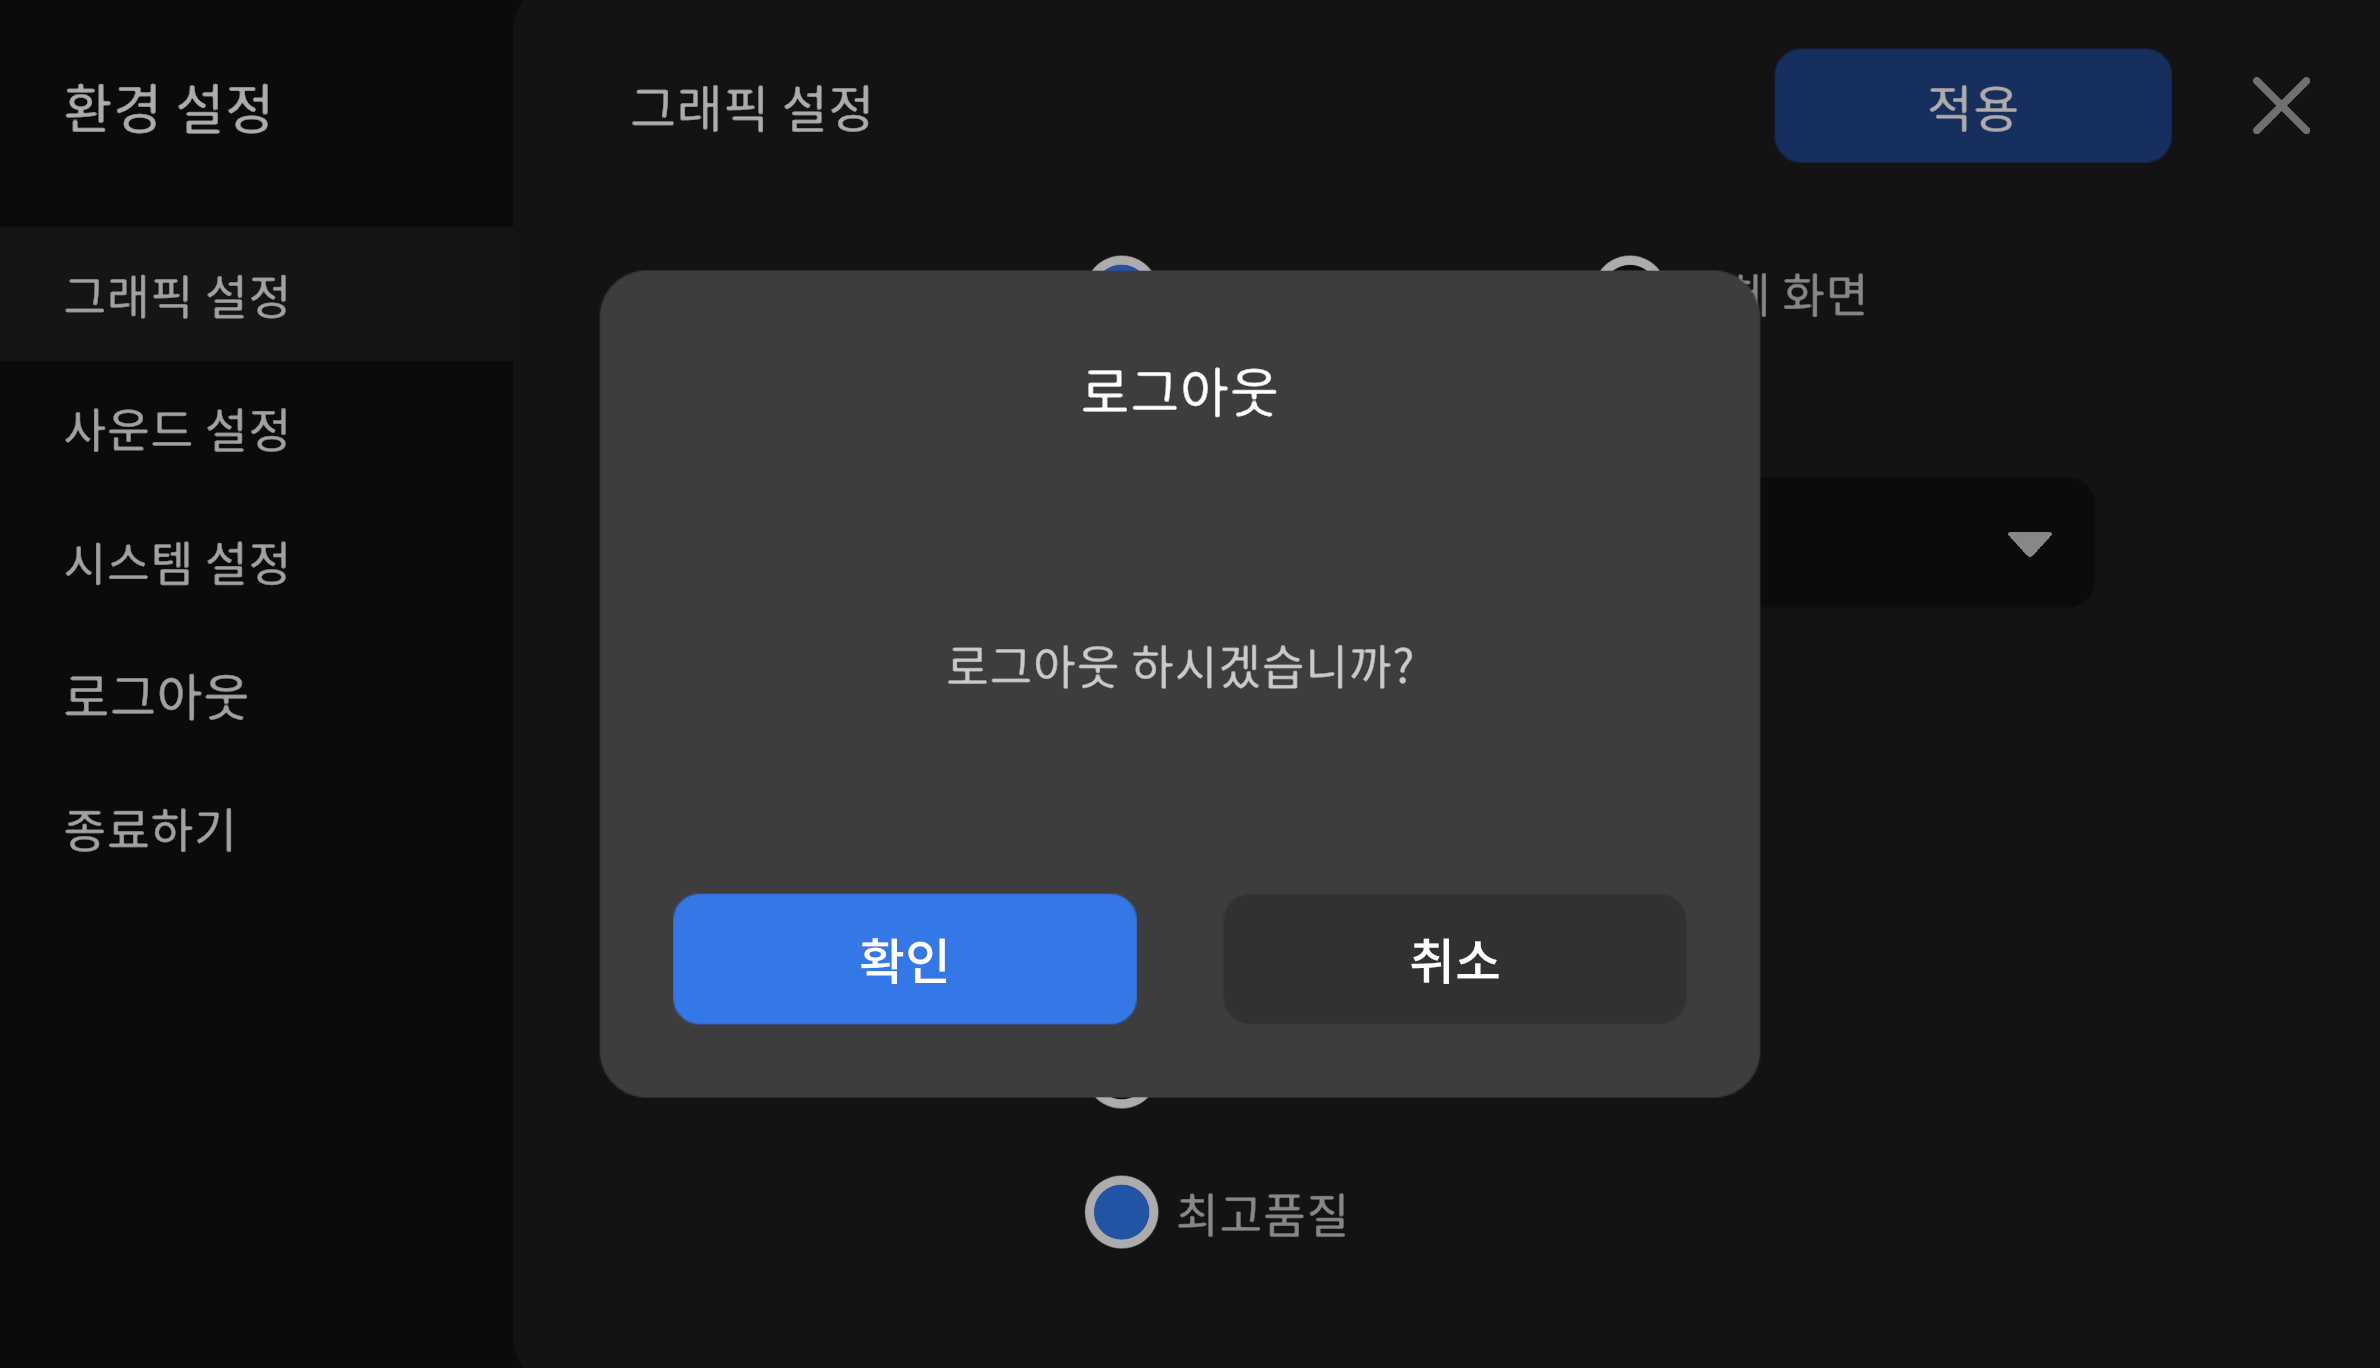 환경 설정
그래픽 설정
적용
그래픽 설정
사운드 설정
시스템 설정
로그아웃
종료하기
화면
로그아웃
로그아웃 하시겠습니까?
확인
취소
최고품질